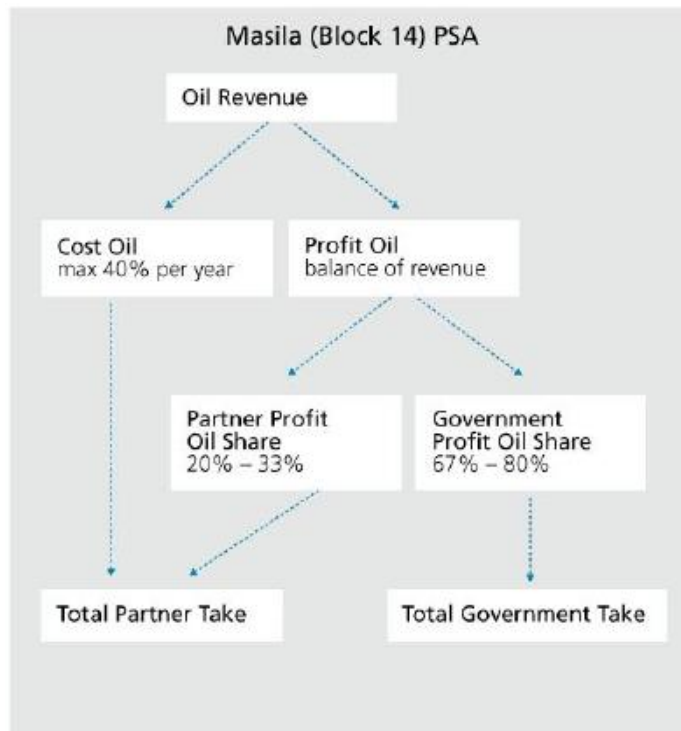 Masila (Block 14) PSA
Oil Revenue
Cost Oil
max 40% per year
Profit Oil
balance of revenue
Partner Profit
Oil Share
20% – 33%
Government
Profit Oil Share
67% – 80%
Total Partner Take
Total Government Take